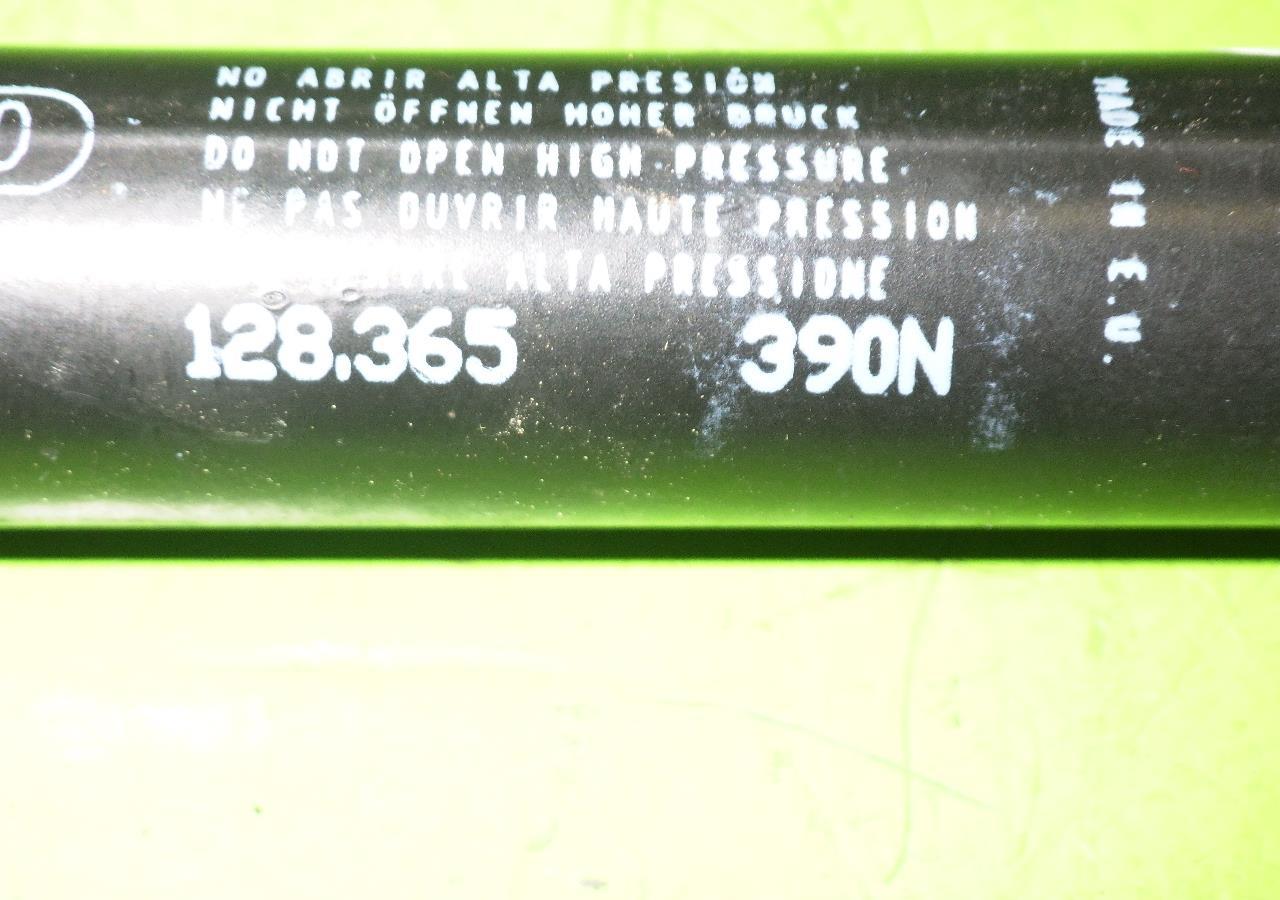 NO ABRIR ALTA PRESIÓN
NICHT ÖFFNEN HOHER DRUCK
DO NOT OPEN HIGH PRESSURE
NE PAS OUVRIR HAUTE PRESSION
ALTA PRESSIONE
128.365 390N
MADE IN E.U.